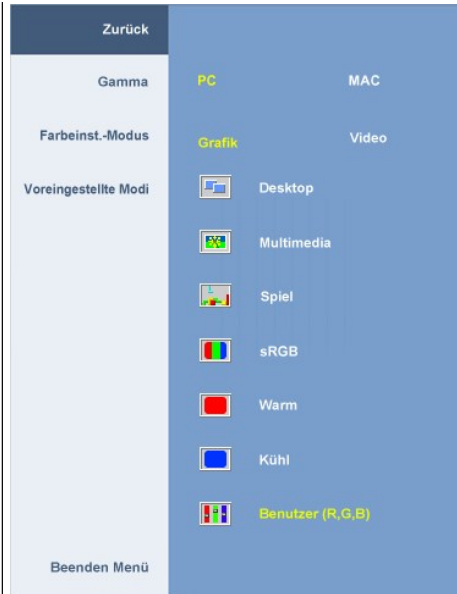 Zurück
Gamma PC MAC
Farbeinst.-Modus Grafik Video
Voreingestellte Modi Desktop
Multimedia
Spiel
sRGB
Warm
Kühl
Benutzer (R,G,B)
Beenden Menü